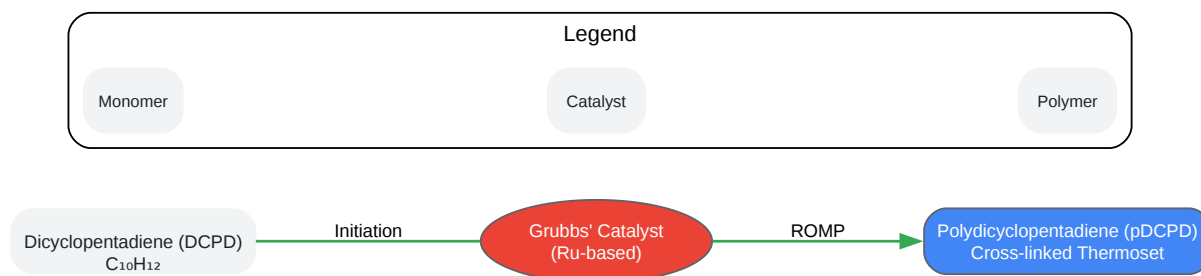 Legend
Monomer
Catalyst
Polymer
Dicyclopentadiene (DCPD)
C₁₀H₁₂
Initiation
Grubbs' Catalyst
(Ru-based)
ROMP
Polydicyclopentadiene (pDCPD)
Cross-linked Thermoset